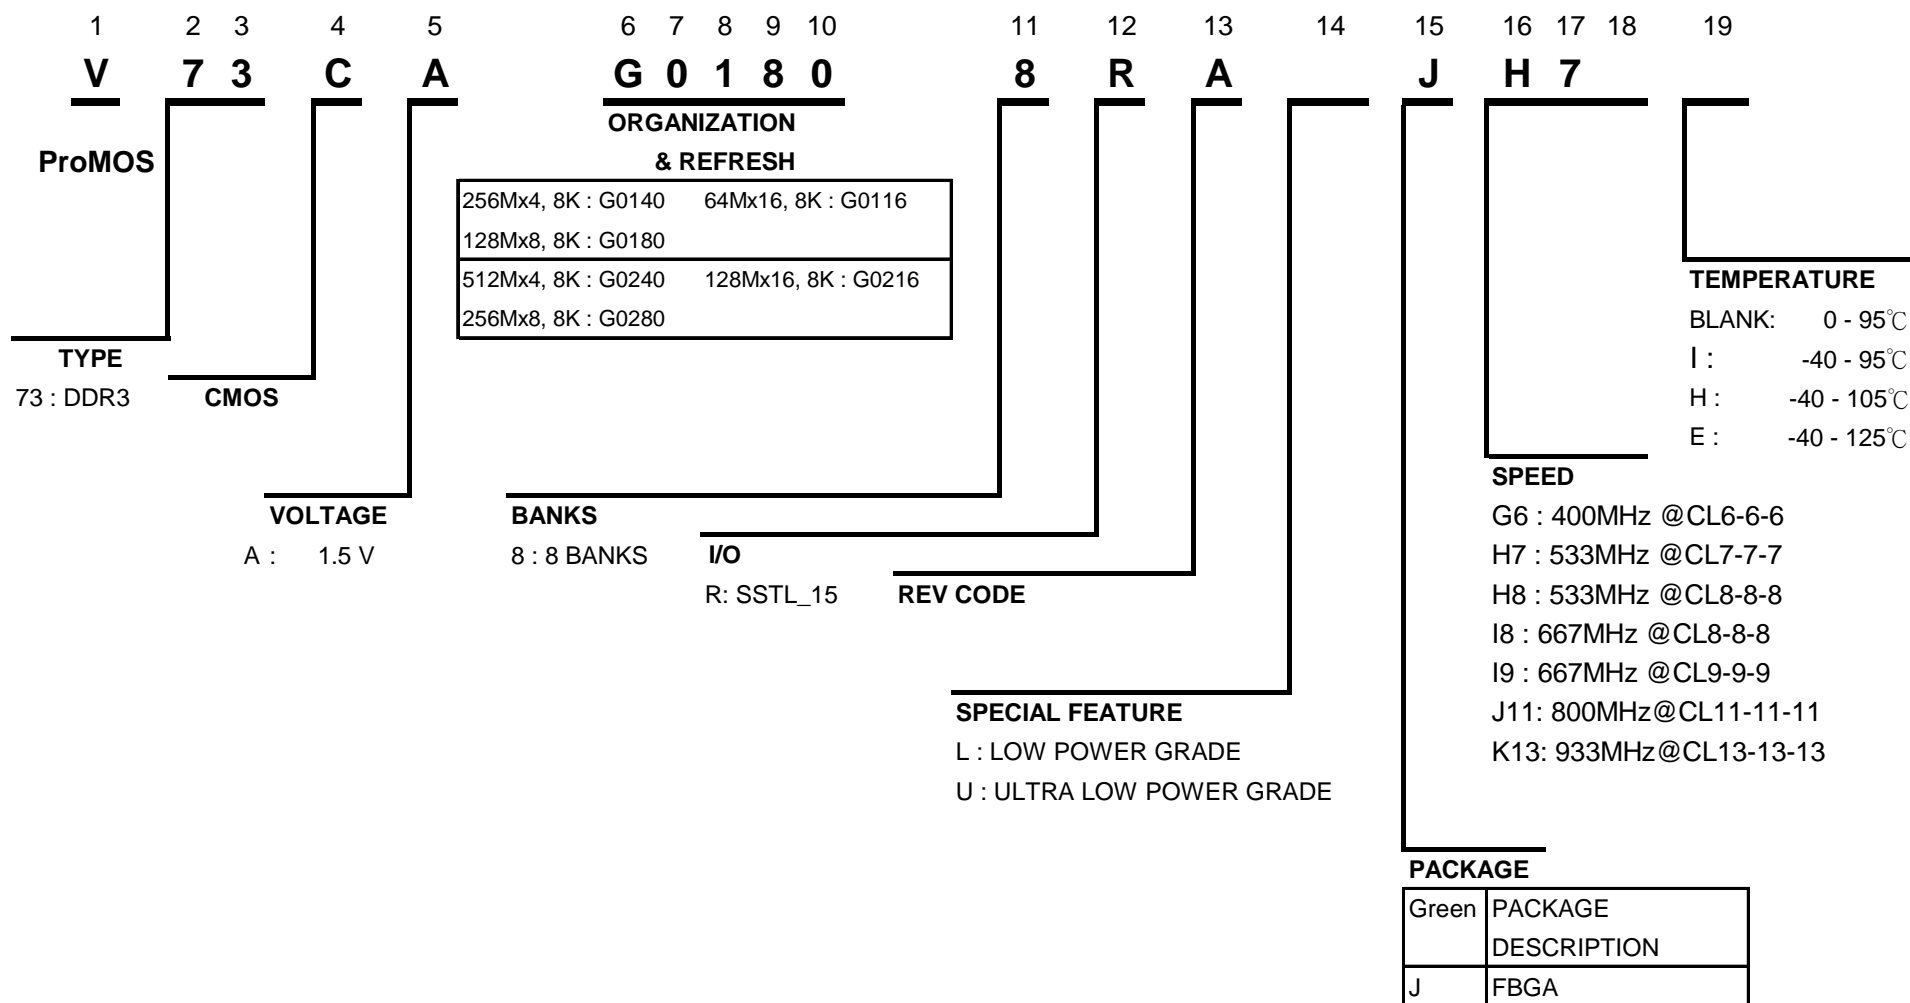 1 2 3 4 5 6 7 8 9 10 11 12 13 14 15 16 17 18 19
V 7 3 C A G 0 1 8 0 8 R A J H 7
ORGANIZATION
ProMOS & REFRESH
256Mx4, 8K : G0140 64Mx16, 8K : G0116
128Mx8, 8K : G0180
512Mx4, 8K : G0240 128Mx16, 8K : G0216
256Mx8, 8K : G0280
TEMPERATURE
BLANK: 0 - 95℃
I : -40 - 95℃
H : -40 - 105℃
E : -40 - 125℃
TYPE
73 : DDR3
CMOS
VOLTAGE
A : 1.5 V
BANKS
8 : 8 BANKS
I/O
R: SSTL_15
REV CODE
SPEED
G6 : 400MHz @CL6-6-6
H7 : 533MHz @CL7-7-7
H8 : 533MHz @CL8-8-8
I8 : 667MHz @CL8-8-8
I9 : 667MHz @CL9-9-9
J11: 800MHz@CL11-11-11
K13: 933MHz@CL13-13-13
SPECIAL FEATURE
L : LOW POWER GRADE
U : ULTRA LOW POWER GRADE
PACKAGE
Green PACKAGE
DESCRIPTION
J FBGA